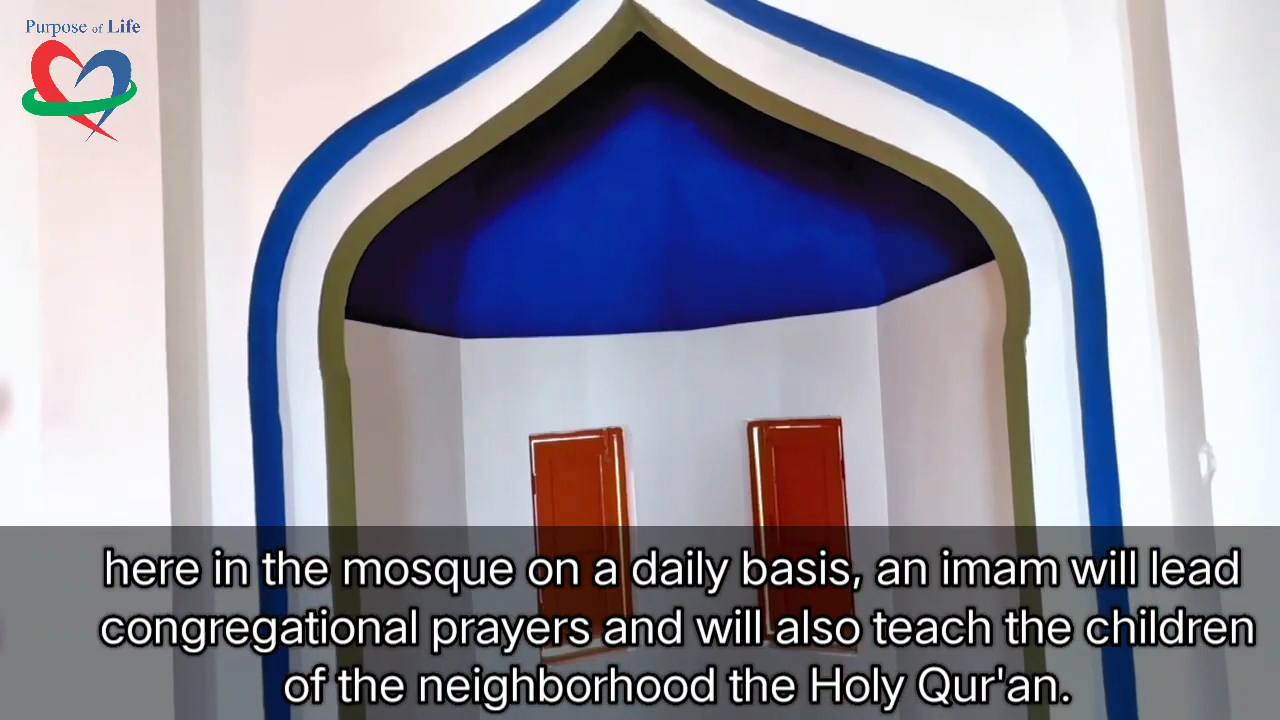 Purpose of Life
here in the mosque on a daily basis, an imam will lead
congregational prayers and will also teach the children
of the neighborhood the Holy Qur'an.